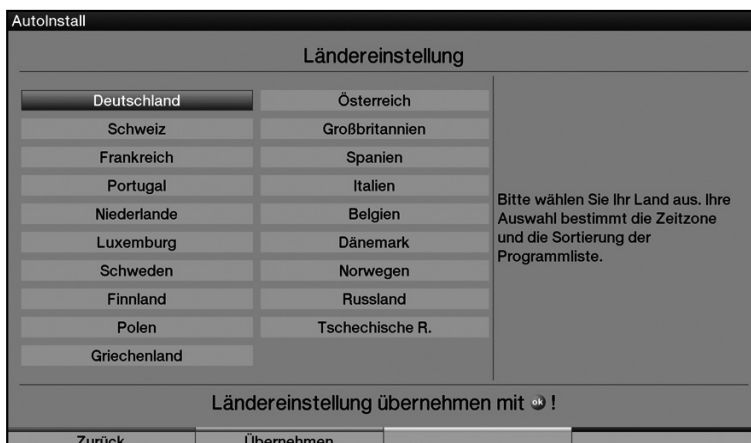 AutoInstall
Ländereinstellung
Deutschland Österreich
Schweiz Großbritannien
Frankreich Spanien
Portugal Italien
Niederlande Belgien
Luxemburg Dänemark
Schweden Norwegen
Finnland Russland
Polen Tschechische R.
Griechenland
Bitte wählen Sie Ihr Land aus. Ihre
Auswahl bestimmt die Zeitzone
und die Sortierung der
Programmliste.
Ländereinstellung übernehmen mit ok !
Zurück Übernehmen